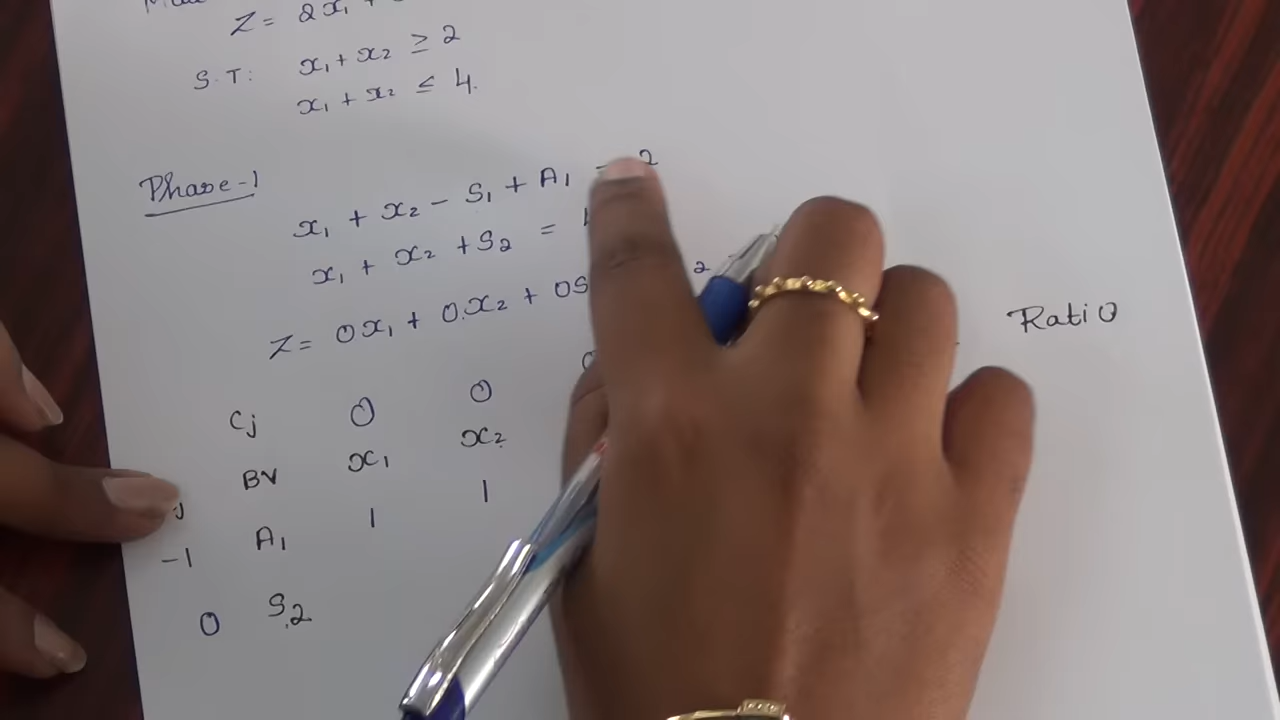 Z = 2x₁ +
S.T: x₁ + x₂ ≥ 2
x₁ + x₂ ≤ 4.
Phase-1
x₁ + x₂ - S₁ + A₁ = 2
x₁ + x₂ + S₂ =
Z = 0x₁ + 0.x₂ + 0S
Ratio
Cj 0 0
BV x₁ x₂
-1 A₁ 1 1
0 S₂